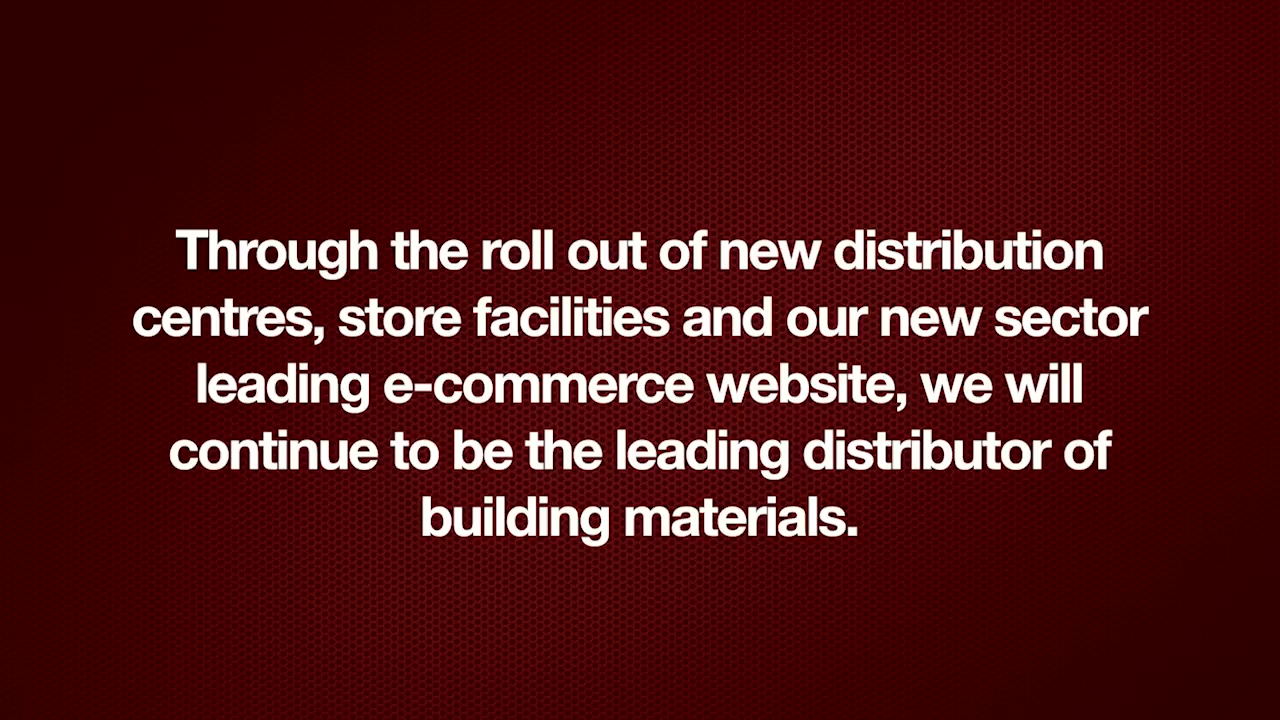 Through the roll out of new distribution
centres, store facilities and our new sector
leading e-commerce website, we will
continue to be the leading distributor of
building materials.